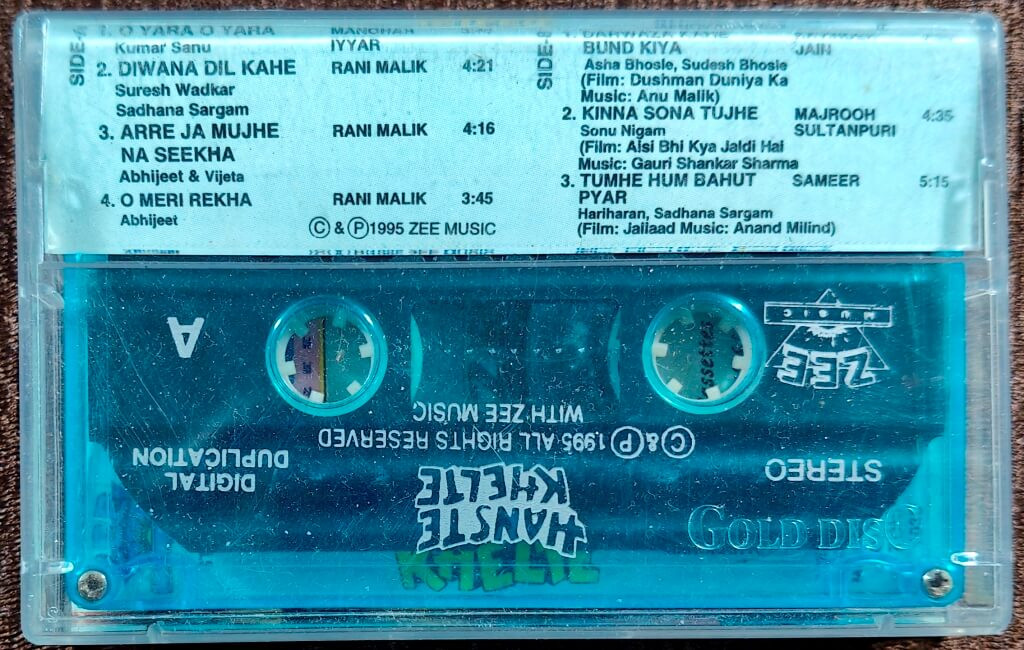 SIDE-A
1. O YARA O YARA MANOHAR
Kumar Sanu IYYAR
2. DIWANA DIL KAHE RANI MALIK 4:21
Suresh Wadkar
Sadhana Sargam
3. ARRE JA MUJHE RANI MALIK 4:16
NA SEEKHA
Abhijeet & Vijeta
4. O MERI REKHA RANI MALIK 3:45
Abhijeet
Ⓒ & Ⓟ 1995 ZEE MUSIC
SIDE-B
1. DARWAZA
BUND KIYA JAIN
Asha Bhosle, Sudesh Bhosle
(Film: Dushman Duniya Ka
Music: Anu Malik)
2. KINNA SONA TUJHE MAJROOH 4:35
Sonu Nigam SULTANPURI
(Film: Aisi Bhi Kya Jaldi Hai
Music: Gauri Shankar Sharma
3. TUMHE HUM BAHUT SAMEER 5:15
PYAR
Hariharan, Sadhana Sargam
(Film: Jallaad Music: Anand Milind)
A
ZEE
MUSIC
WITH ZEE MUSIC
Ⓒ&Ⓟ 1995 ALL RIGHTS RESERVED
DIGITAL
DUPLICATION
STEREO
HANSTE
KHELTE
GOLD DISC